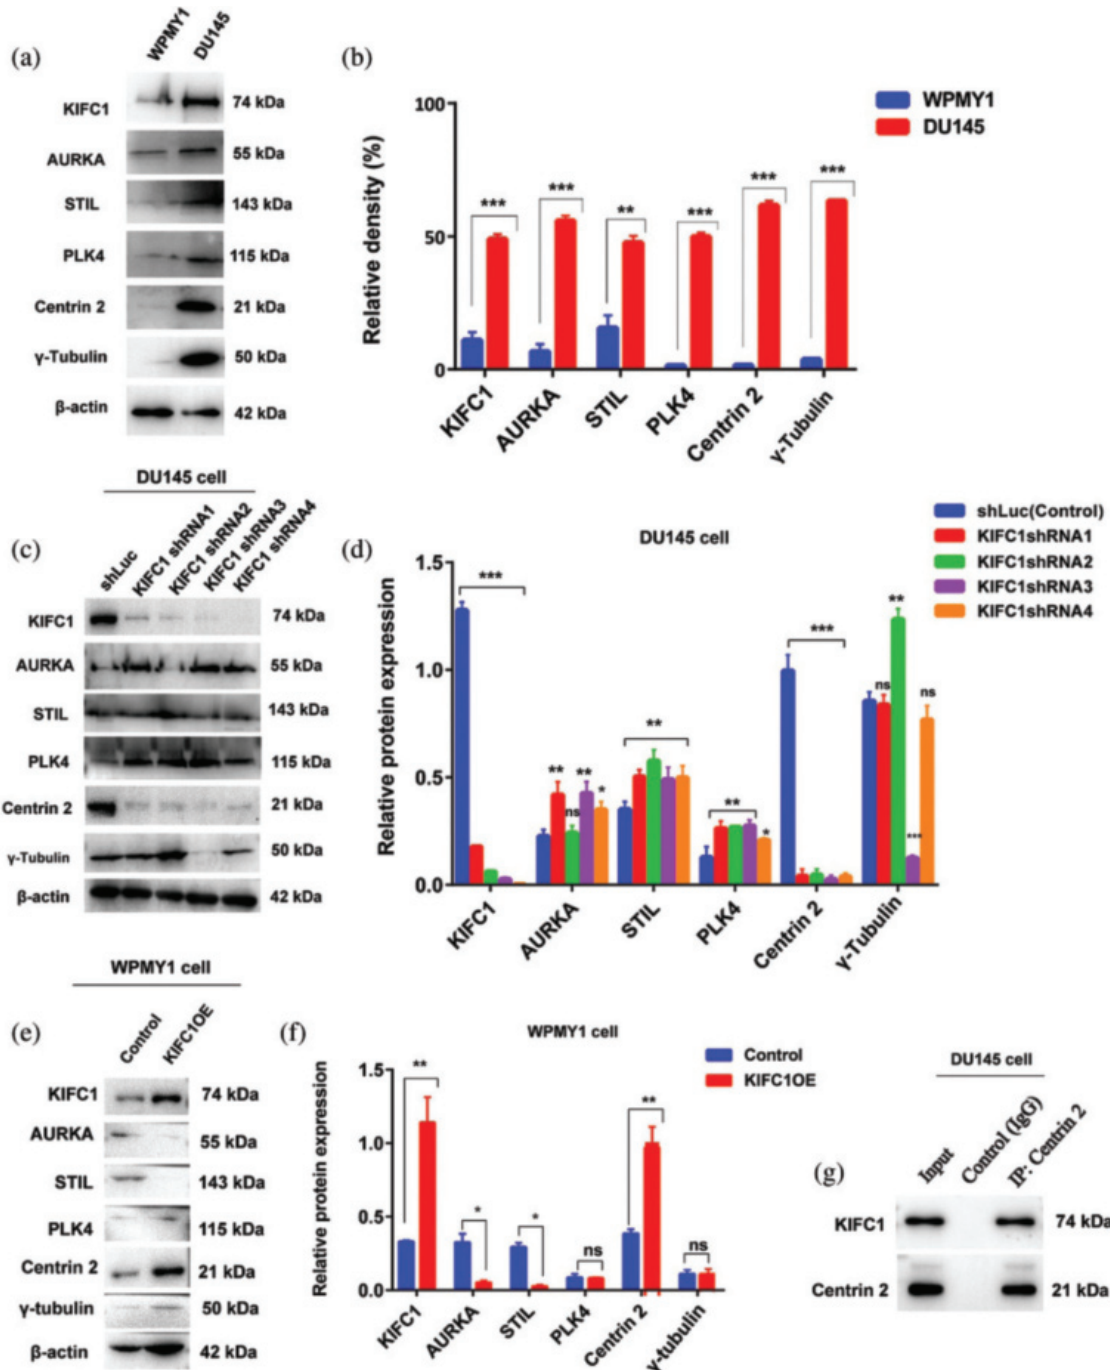 (a)
WPMY1 DU145
KIFC1 74 kDa
AURKA 55 kDa
STIL 143 kDa
PLK4 115 kDa
Centrin 2 21 kDa
γ-Tubulin 50 kDa
β-actin 42 kDa
(b)
WPMY1
DU145
Relative density (%)
100
50
0
*** *** ** *** *** ***
KIFC1 AURKA STIL PLK4 Centrin 2 γ-Tubulin
DU145 cell
(c)
shLuc KIFC1 shRNA1 KIFC1 shRNA2 KIFC1 shRNA3 KIFC1 shRNA4
KIFC1 74 kDa
AURKA 55 kDa
STIL 143 kDa
PLK4 115 kDa
Centrin 2 21 kDa
γ-Tubulin 50 kDa
β-actin 42 kDa
(d)
DU145 cell
shLuc(Control)
KIFC1shRNA1
KIFC1shRNA2
KIFC1shRNA3
KIFC1shRNA4
Relative protein expression
1.5
1.0
0.5
0.0
*** ** ns ** * ** ** * *** ns ** *** ns
KIFC1 AURKA STIL PLK4 Centrin 2 γ-Tubulin
WPMY1 cell
(e)
Control KIFC1OE
KIFC1 74 kDa
AURKA 55 kDa
STIL 143 kDa
PLK4 115 kDa
Centrin 2 21 kDa
γ-tubulin 50 kDa
β-actin 42 kDa
(f)
WPMY1 cell
Control
KIFC1OE
Relative protein expression
1.5
1.0
0.5
0.0
** * * ns ** ns
KIFC1 AURKA STIL PLK4 Centrin 2 γ-tubulin
DU145 cell
(g)
Input Control (IgG) IP: Centrin 2
KIFC1 74 kDa
Centrin 2 21 kDa